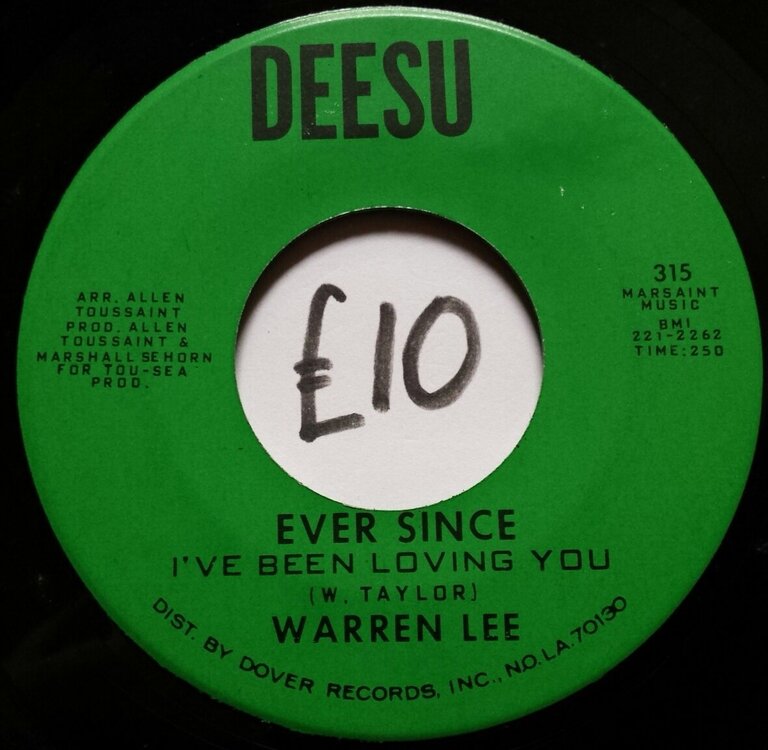 DEESU
ARR. ALLEN
TOUSSAINT
PROD. ALLEN
TOUSSAINT &
MARSHALL SEHORN
FOR TOU-SEA
PROD.
£10
315
MARSAINT
MUSIC
BMI
221-2262
TIME:250
EVER SINCE
I'VE BEEN LOVING YOU
(W. TAYLOR)
WARREN LEE
DIST. BY DOVER RECORDS, INC., N.O. LA. 70130